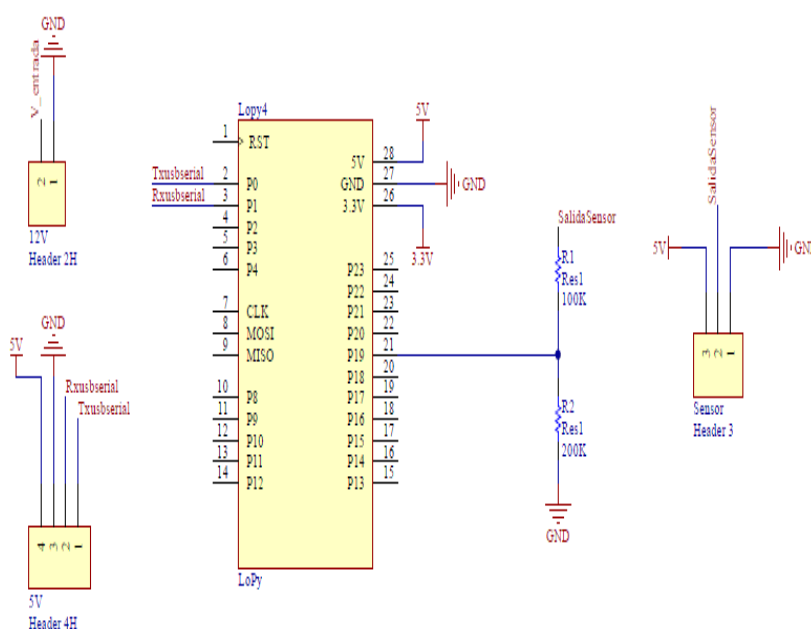 GND
V_entrada
2
1
12V
Header 2H
GND
5V
Rxusbserial
Txusbserial
4
3
2
1
5V
Header 4H
Lopy4
Txusbserial
Rxusbserial
1 RST
2 P0
3 P1
4 P2
5 P3
6 P4
7 CLK
8 MOSI
9 MISO
10 P8
11 P9
12 P10
13 P11
14 P12
5V 28
GND 27
3.3V 26
P23 25
P22 24
P21 23
P20 22
P19 21
P18 20
P17 19
P16 18
P15 17
P14 16
P13 15
LoPy
5V
GND
3.3V
SalidaSensor
R1
Res1
100K
R2
Res1
200K
GND
SalidaSensor
5V
GND
3
2
1
Sensor
Header 3